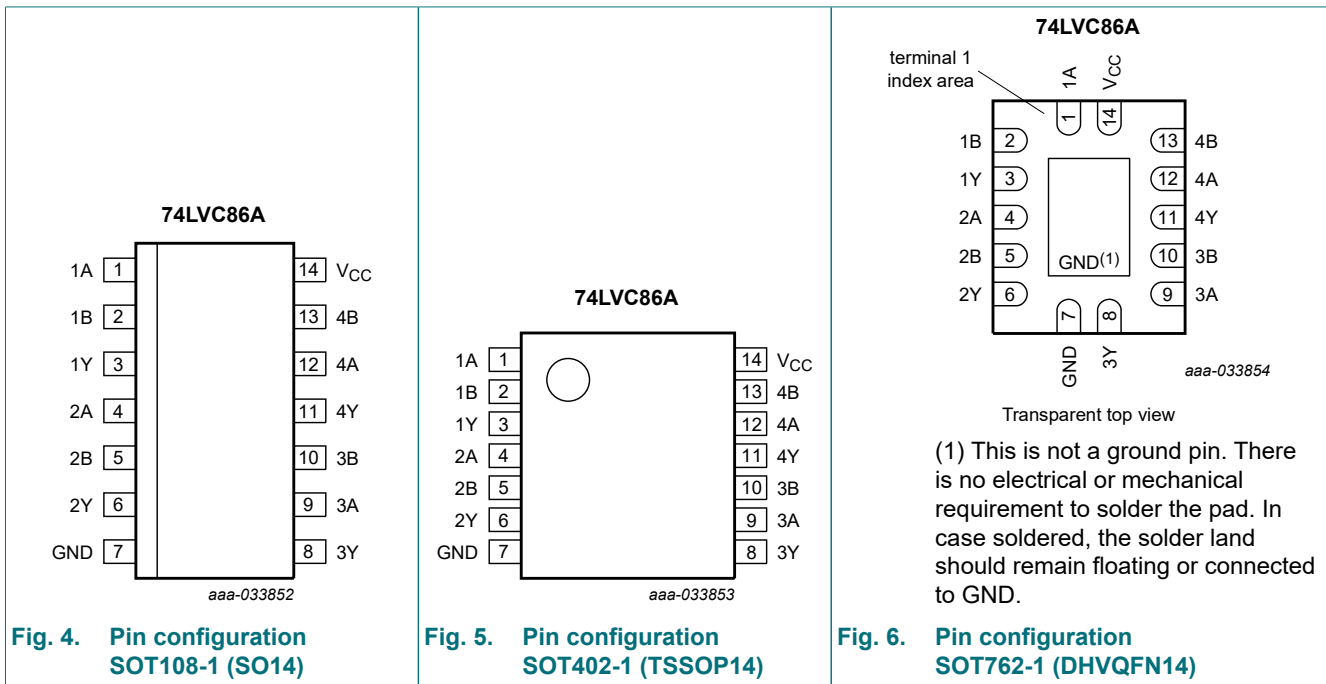 74LVC86A
1A 1 14 VCC
1B 2 13 4B
1Y 3 12 4A
2A 4 11 4Y
2B 5 10 3B
2Y 6 9 3A
GND 7 8 3Y
aaa-033852
Fig. 4. Pin configuration
SOT108-1 (SO14)
74LVC86A
1A 1 14 VCC
1B 2 13 4B
1Y 3 12 4A
2A 4 11 4Y
2B 5 10 3B
2Y 6 9 3A
GND 7 8 3Y
aaa-033853
Fig. 5. Pin configuration
SOT402-1 (TSSOP14)
74LVC86A
terminal 1
index area
1A VCC
1 14
1B 2 13 4B
1Y 3 12 4A
2A 4 11 4Y
2B 5 10 3B
GND(1)
2Y 6 9 3A
7 8
GND 3Y
aaa-033854
Transparent top view
(1) This is not a ground pin. There
is no electrical or mechanical
requirement to solder the pad. In
case soldered, the solder land
should remain floating or connected
to GND.
Fig. 6. Pin configuration
SOT762-1 (DHVQFN14)